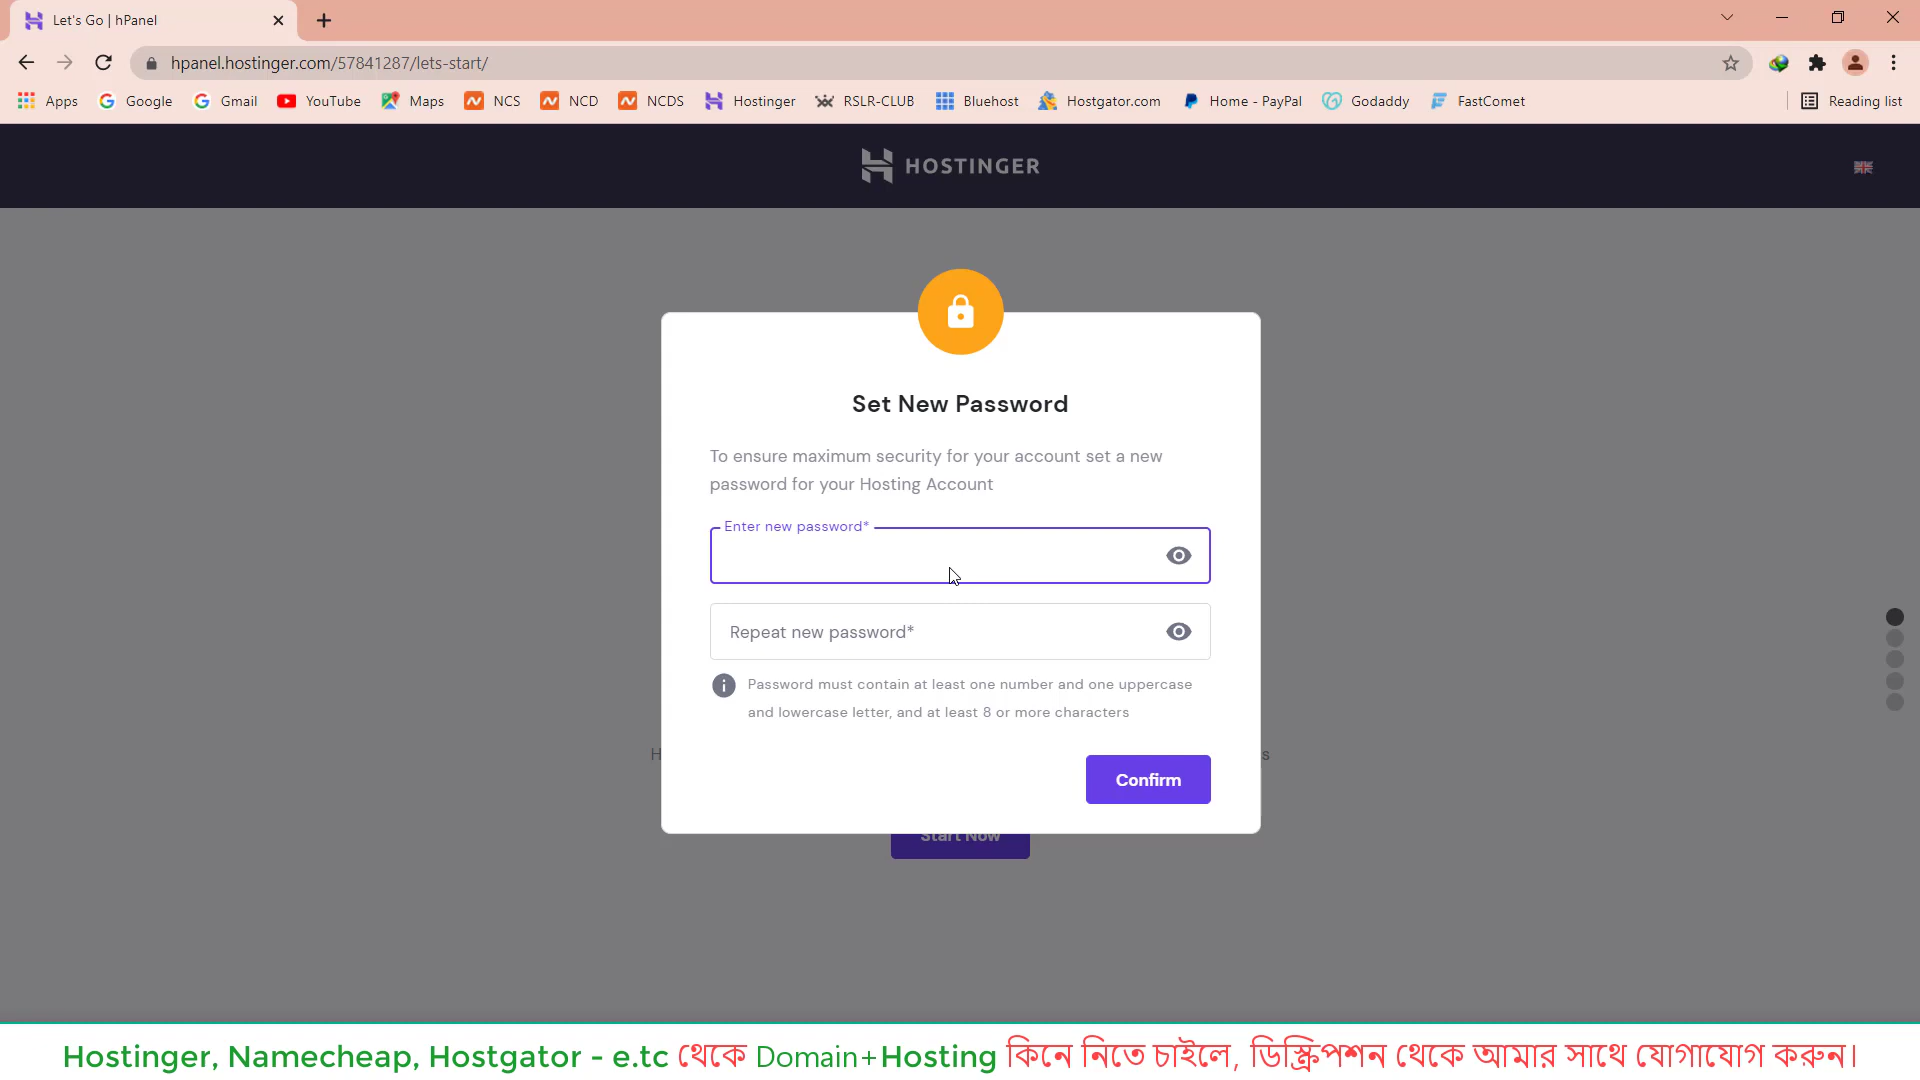 Let's Go | hPanel
hpanel.hostinger.com/57841287/lets-start/
Apps Google Gmail YouTube Maps NCS NCD NCDS Hostinger RSLR-CLUB Bluehost Hostgator.com Home - PayPal Godaddy FastComet Reading list
HOSTINGER
Set New Password
To ensure maximum security for your account set a new
password for your Hosting Account
Enter new password*
Repeat new password*
Password must contain at least one number and one uppercase
and lowercase letter, and at least 8 or more characters
H s
Confirm
Start Now
Hostinger, Namecheap, Hostgator - e.tc থেকে Domain+Hosting কিনে নিতে চাইলে, ডিস্ক্রিপশন থেকে আমার সাথে যোগাযোগ করুন।